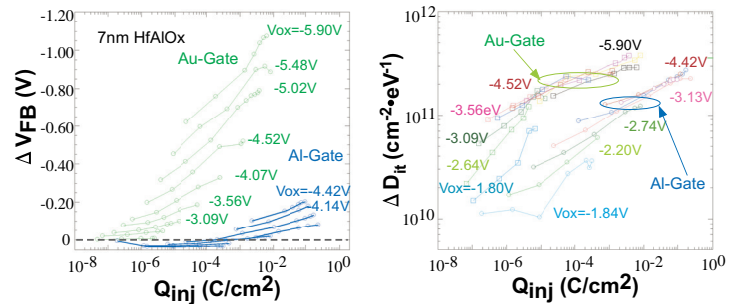 7nm HfAlOx
Au-Gate
Vox=-5.90V
-5.48V
-5.02V
-4.52V
-4.07V
Al-Gate
Vox=-4.42V
-4.14V
-3.56V
-3.09V
-1.20
-1.00
-0.80
-0.60
-0.40
-0.20
0
Δ VFB (V)
10-8 10-6 10-4 10-2 100
Qinj (C/cm2)
Au-Gate
-5.90V
-4.42V
-4.52V
-3.13V
-3.56eV
-2.74V
-3.09V
-2.20V
-2.64V
Al-Gate
Vox=-1.80V
Vox=-1.84V
1012
1011
1010
Δ Dit (cm-2•eV-1)
10-8 10-6 10-4 10-2 100
Qinj (C/cm2)